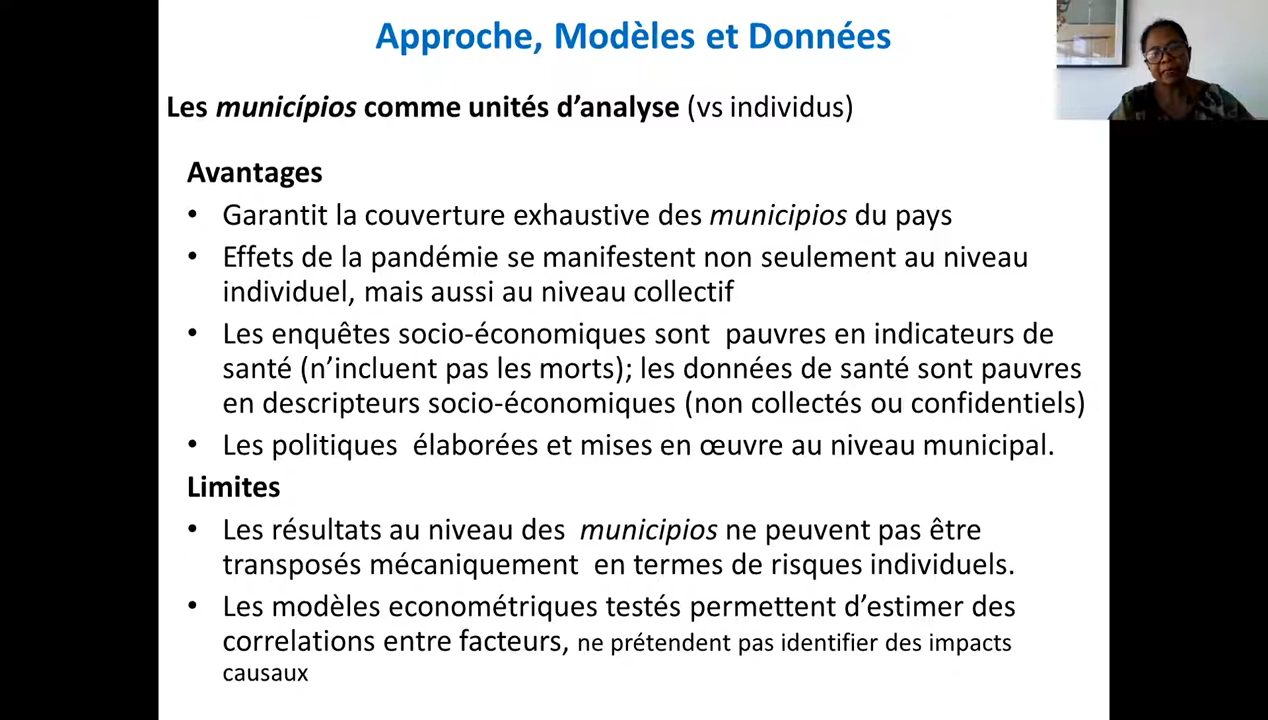 Approche, Modèles et Données
Les municípios comme unités d’analyse (vs individus)
Avantages
• Garantit la couverture exhaustive des municipios du pays
• Effets de la pandémie se manifestent non seulement au niveau
individuel, mais aussi au niveau collectif
• Les enquêtes socio-économiques sont pauvres en indicateurs de
santé (n’incluent pas les morts); les données de santé sont pauvres
en descripteurs socio-économiques (non collectés ou confidentiels)
• Les politiques élaborées et mises en œuvre au niveau municipal.
Limites
• Les résultats au niveau des municipios ne peuvent pas être
transposés mécaniquement en termes de risques individuels.
• Les modèles econométriques testés permettent d’estimer des
correlations entre facteurs, ne prétendent pas identifier des impacts
causaux